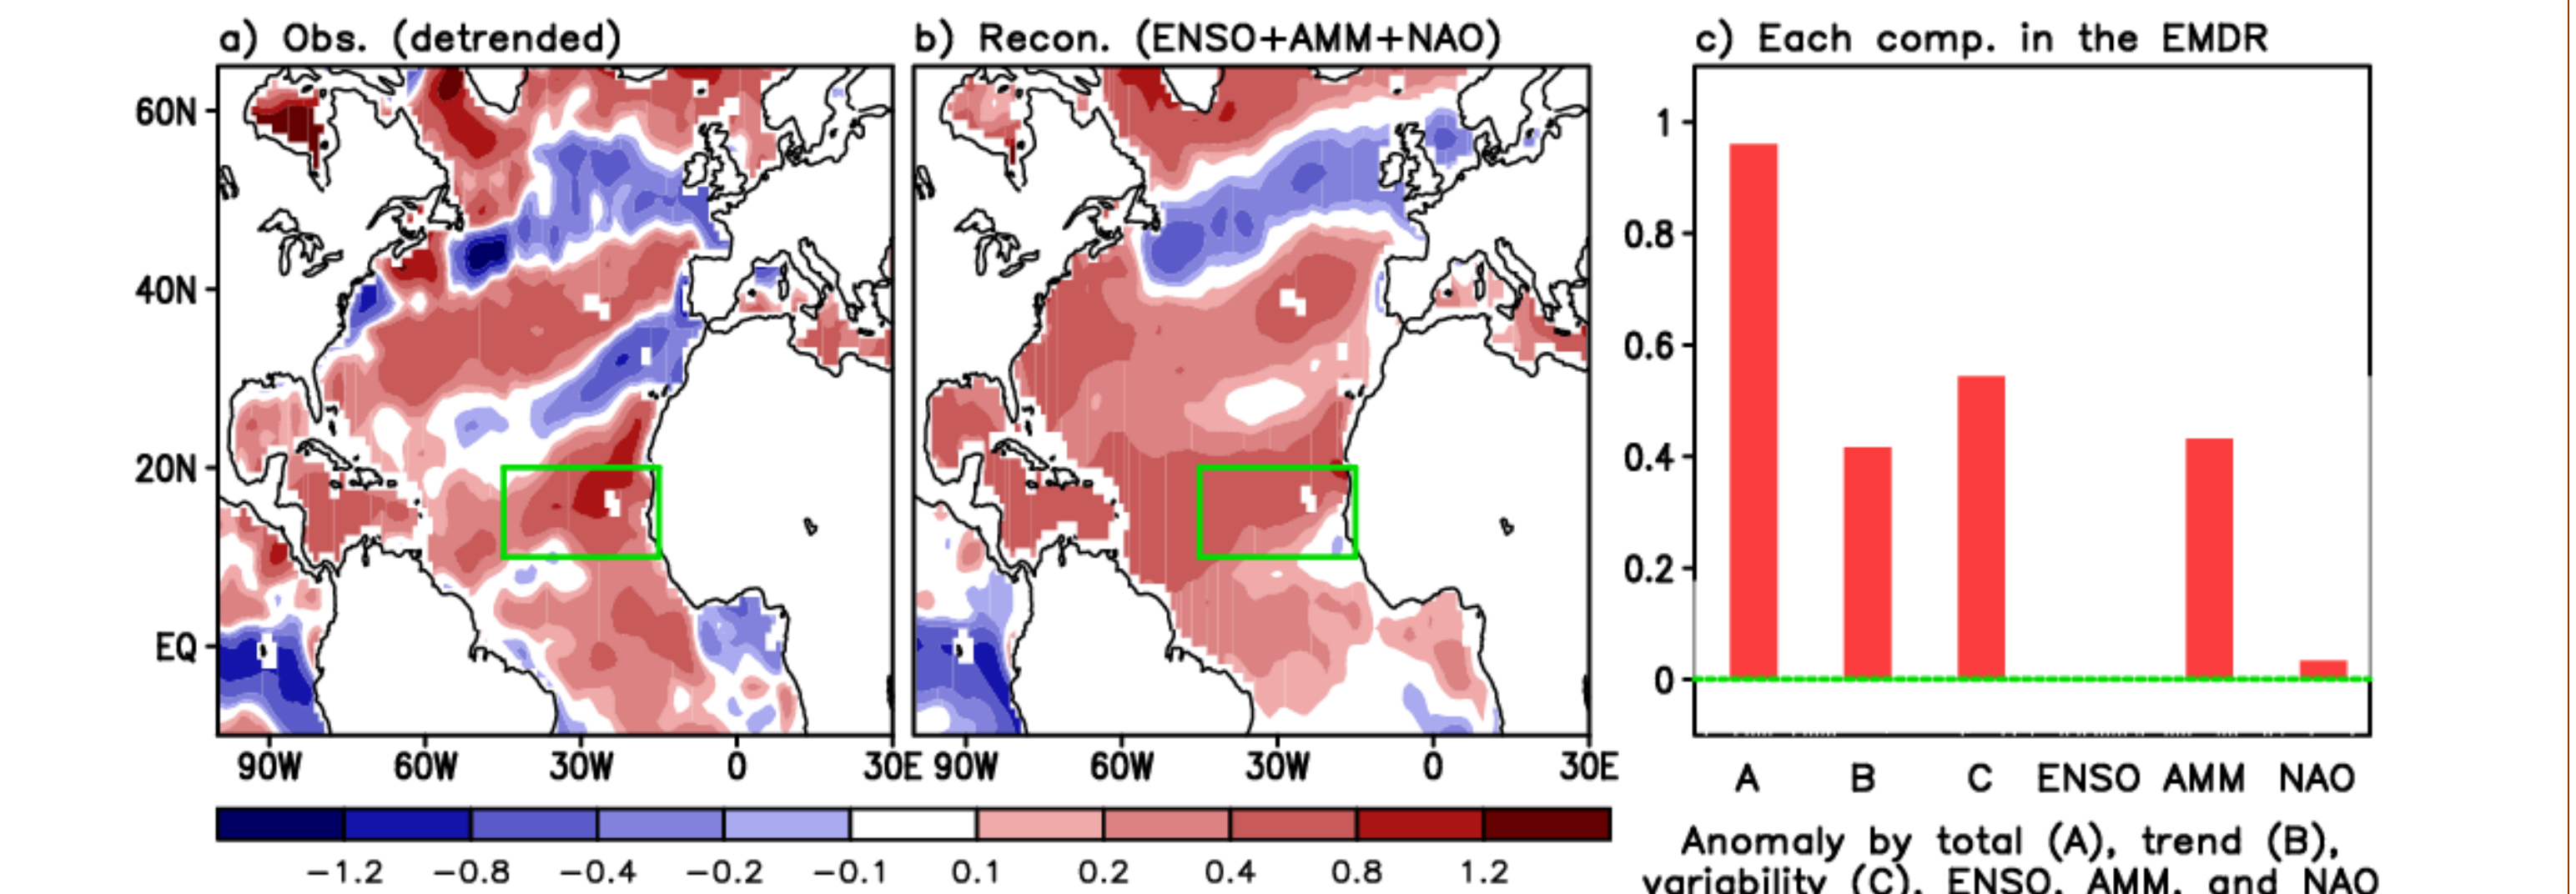 a) Obs. (detrended)
b) Recon. (ENSO+AMM+NAO)
c) Each comp. in the EMDR
60N
40N
20N
EQ
90W 60W 30W 0 30E
90W 60W 30W 0 30E
1
0.8
0.6
0.4
0.2
0
A B C ENSO AMM NAO
−1.2 −0.8 −0.4 −0.2 −0.1 0.1 0.2 0.4 0.8 1.2
Anomaly by total (A), trend (B),
variability (C), ENSO, AMM, and NAO